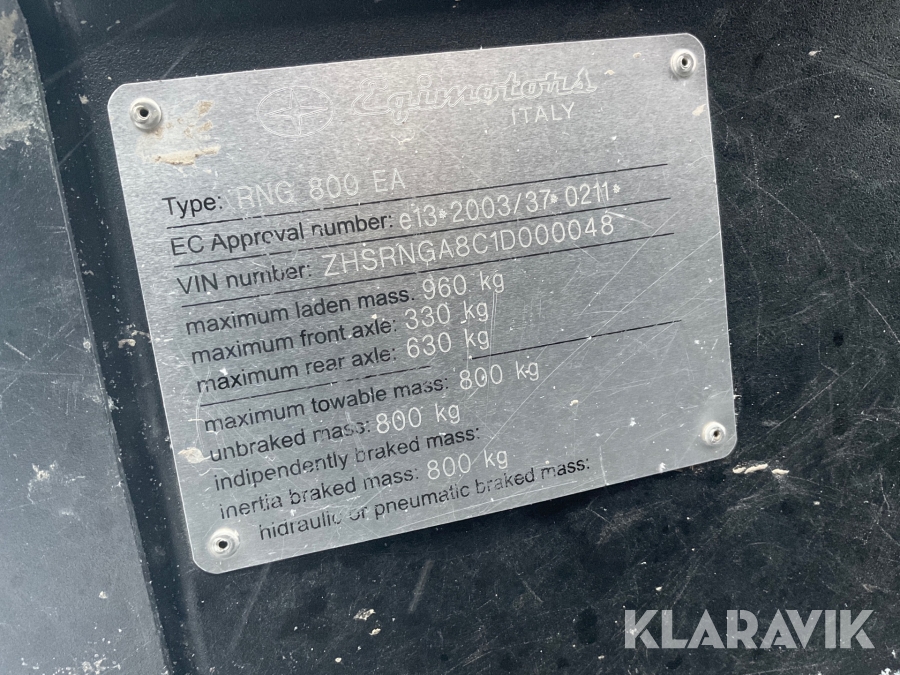 Egimotors
ITALY
Type: RNG 800 EA
EC Approval number: e13*2003/37*0211*
VIN number: ZHSRNGA8C1D000048
maximum laden mass. 960 kg
maximum front axle: 330 kg
maximum rear axle: 630 kg
maximum towable mass: 800 kg
unbraked mass: 800 kg
indipendently braked mass:
inertia braked mass: 800 kg
hidraulic or pneumatic braked mass:
KLARAVIK